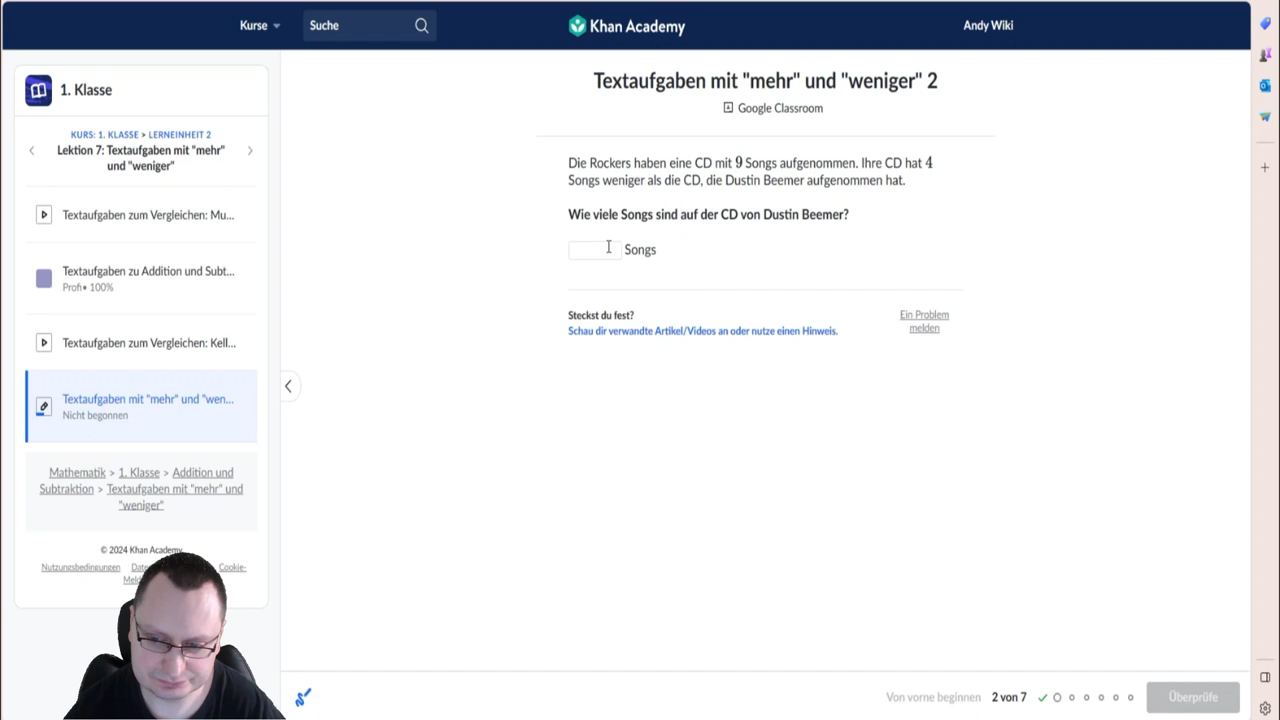 Kurse
Suche
Khan Academy
Andy Wiki
1. Klasse
KURS: 1. KLASSE > LERNEINHEIT 2
Lektion 7: Textaufgaben mit "mehr"
und "weniger"
Textaufgaben zum Vergleichen: Mu...
Textaufgaben zu Addition und Subt...
Profi• 100%
Textaufgaben zum Vergleichen: Kell...
Textaufgaben mit "mehr" und "wen...
Nicht begonnen
Mathematik > 1. Klasse > Addition und
Subtraktion > Textaufgaben mit "mehr" und
"weniger"
© 2024 Khan Academy
Nutzungsbedingungen
Cookie-
Textaufgaben mit "mehr" und "weniger" 2
Google Classroom
Die Rockers haben eine CD mit 9 Songs aufgenommen. Ihre CD hat 4
Songs weniger als die CD, die Dustin Beemer aufgenommen hat.
Wie viele Songs sind auf der CD von Dustin Beemer?
Songs
Steckst du fest?
Schau dir verwandte Artikel/Videos an oder nutze einen Hinweis.
Ein Problem
melden
Von vorne beginnen
2 von 7
Überprüfe